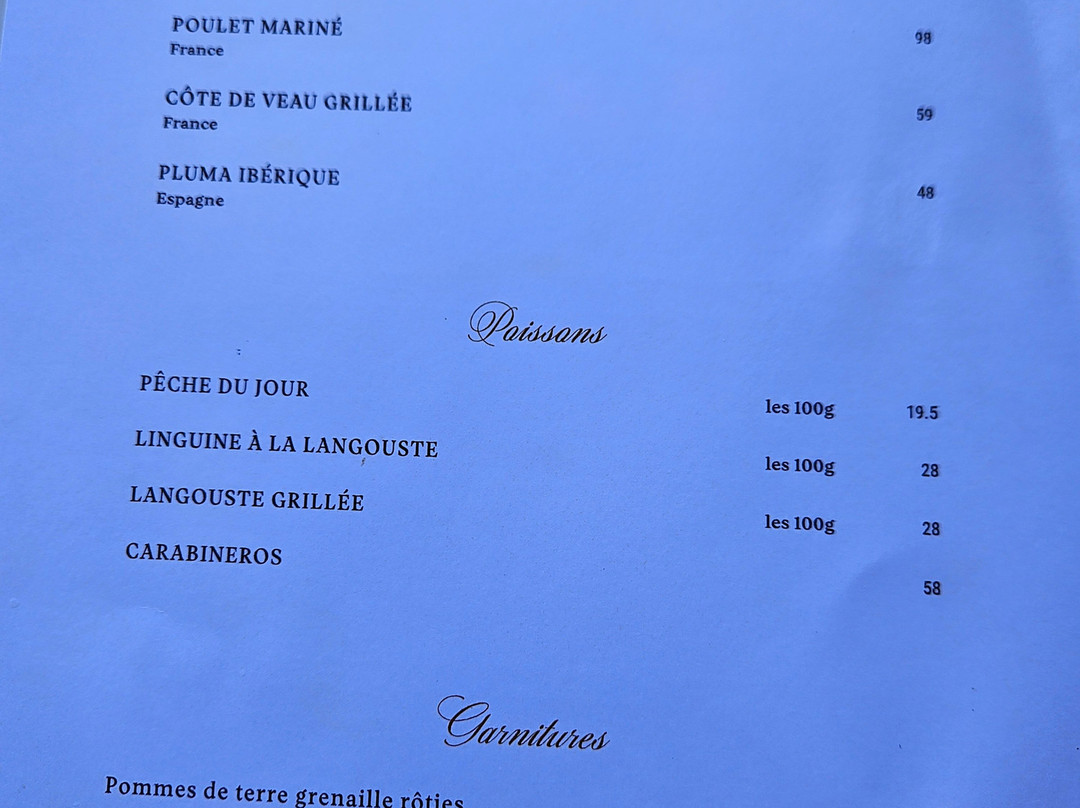 POULET MARINÉ 98
France
CÔTE DE VEAU GRILLÉE 59
France
PLUMA IBÉRIQUE 48
Espagne
Poissons
PÊCHE DU JOUR les 100g 19.5
LINGUINE À LA LANGOUSTE les 100g 28
LANGOUSTE GRILLÉE les 100g 28
CARABINEROS 58
Garnitures
Pommes de terre grenaille rôties